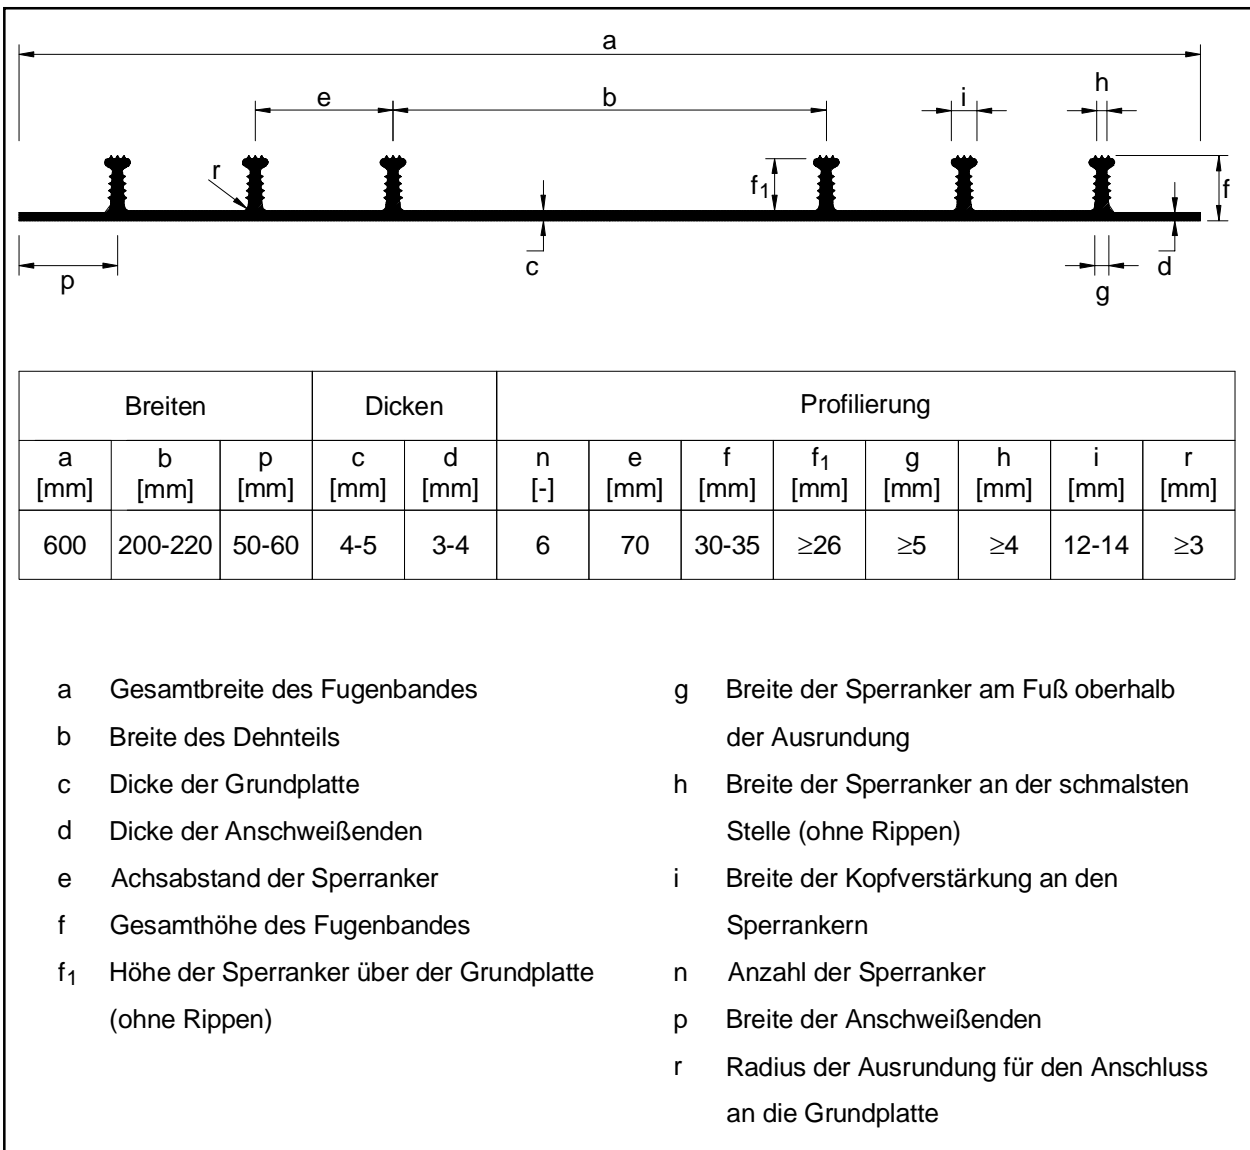 a
e b i h
r f1 f
p c g d
Breiten Dicken Profilierung
a b p c d n e f f1 g h i r
[mm] [mm] [mm] [mm] [mm] [-] [mm] [mm] [mm] [mm] [mm] [mm] [mm]
600 200-220 50-60 4-5 3-4 6 70 30-35 ≥26 ≥5 ≥4 12-14 ≥3
a Gesamtbreite des Fugenbandes
b Breite des Dehnteils
c Dicke der Grundplatte
d Dicke der Anschweißenden
e Achsabstand der Sperranker
f Gesamthöhe des Fugenbandes
f1 Höhe der Sperranker über der Grundplatte
(ohne Rippen)
g Breite der Sperranker am Fuß oberhalb
der Ausrundung
h Breite der Sperranker an der schmalsten
Stelle (ohne Rippen)
i Breite der Kopfverstärkung an den
Sperrankern
n Anzahl der Sperranker
p Breite der Anschweißenden
r Radius der Ausrundung für den Anschluss
an die Grundplatte